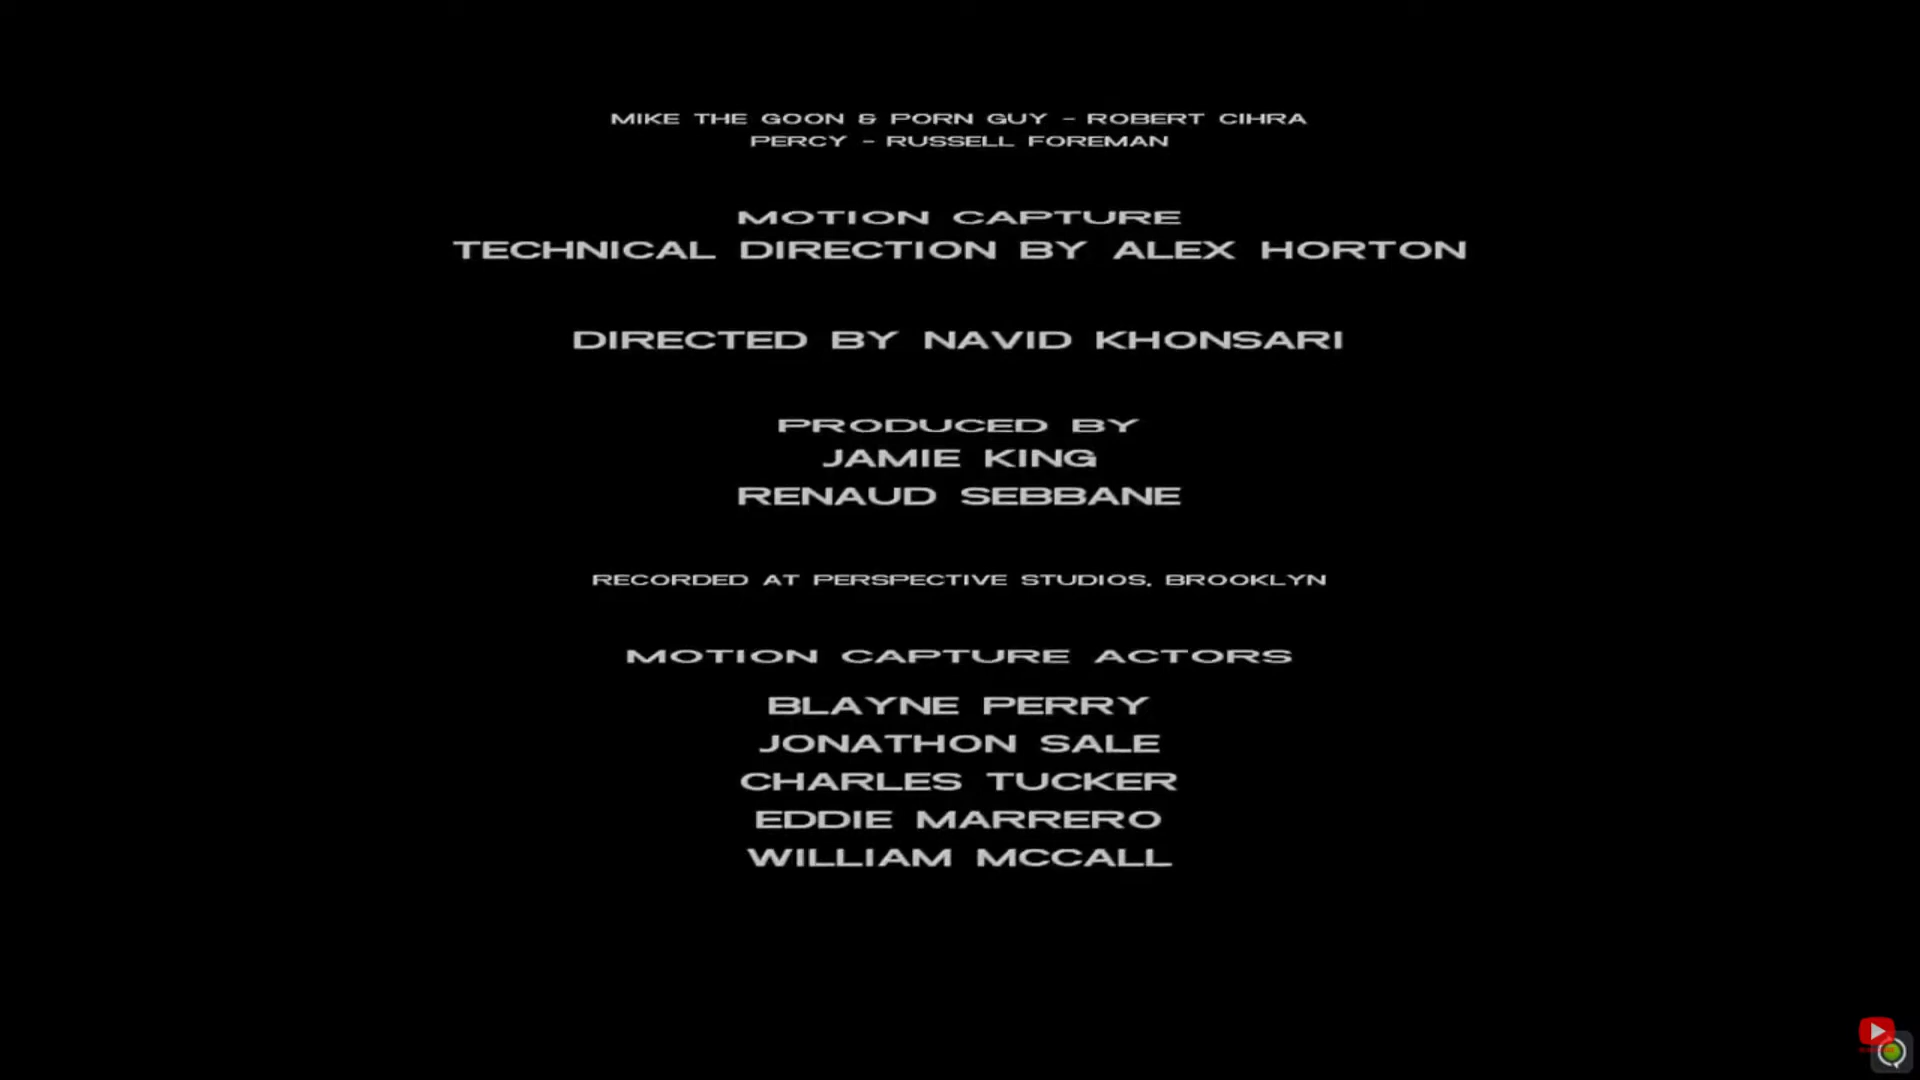 MIKE THE GOON & PORN GUY - ROBERT CIHRA
PERCY - RUSSELL FOREMAN
MOTION CAPTURE
TECHNICAL DIRECTION BY ALEX HORTON
DIRECTED BY NAVID KHONSARI
PRODUCED BY
JAMIE KING
RENAUD SEBBANE
RECORDED AT PERSPECTIVE STUDIOS, BROOKLYN
MOTION CAPTURE ACTORS
BLAYNE PERRY
JONATHON SALE
CHARLES TUCKER
EDDIE MARRERO
WILLIAM MCCALL